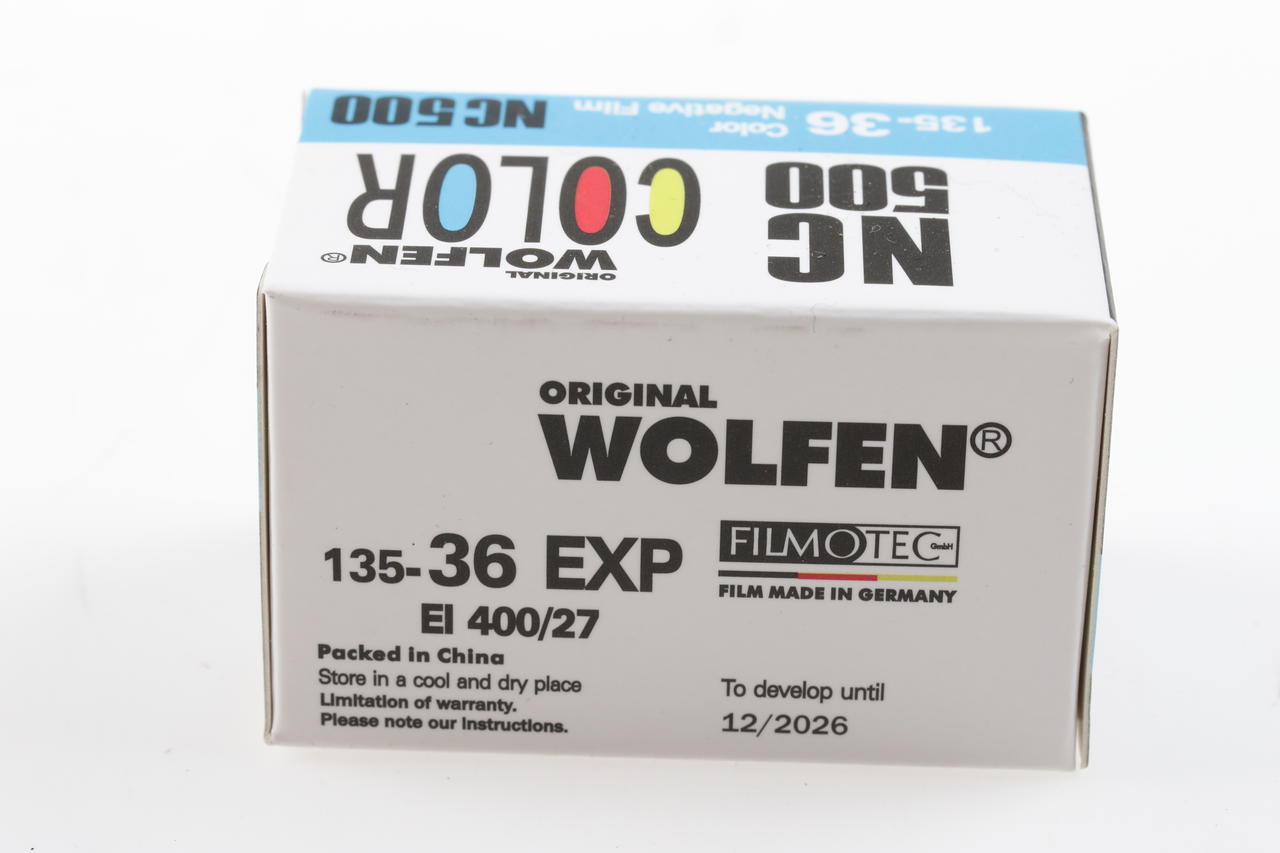 NC 500 Color Negative Film 135-36
NC 500
COLOR
ORIGINAL
WOLFEN®
ORIGINAL
WOLFEN®
135-36 EXP
EI 400/27
FILMOTEC GmbH
FILM MADE IN GERMANY
Packed in China
Store in a cool and dry place
Limitation of warranty.
Please note our instructions.
To develop until
12/2026